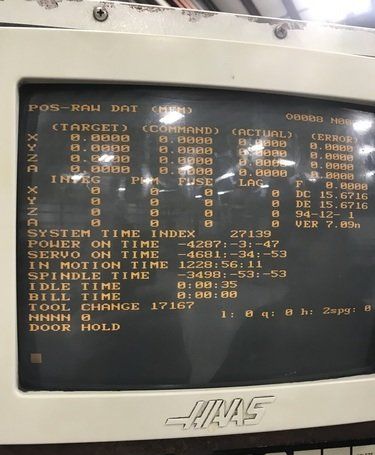 POS-RAW DAT (MEM) O0008 N00
(TARGET) (COMMAND) (ACTUAL) (ERROR)
X 0.0000 0.0000 0.0000 0.0000
Y 0.0000 0.0000 0.0000 0.0000
Z 0.0000 0.0000 0.0000 0.0000
A 0.0000 0.0000 0.0000 0.0000
INTEG PWM FUSE LAG F 0.0000
X 0 0 0 0 DE 15.6716
Y 0 0 0 0 DE 15.6716
Z 0 0 0 0 94-12- 1
A 0 0 0 0 VER 7.09n
SYSTEM TIME INDEX 27139
POWER ON TIME -4287:-3:-47
SERVO ON TIME -4681:-34:-53
IN MOTION TIME 1228:56:11
SPINDLE TIME -3498:-53:-53
IDLE TIME 0:00:35
BILL TIME 0:00:00
TOOL CHANGE 17167
NNNN 0 l: 0 q: 0 h: 2spg: 0
DOOR HOLD
HAAS